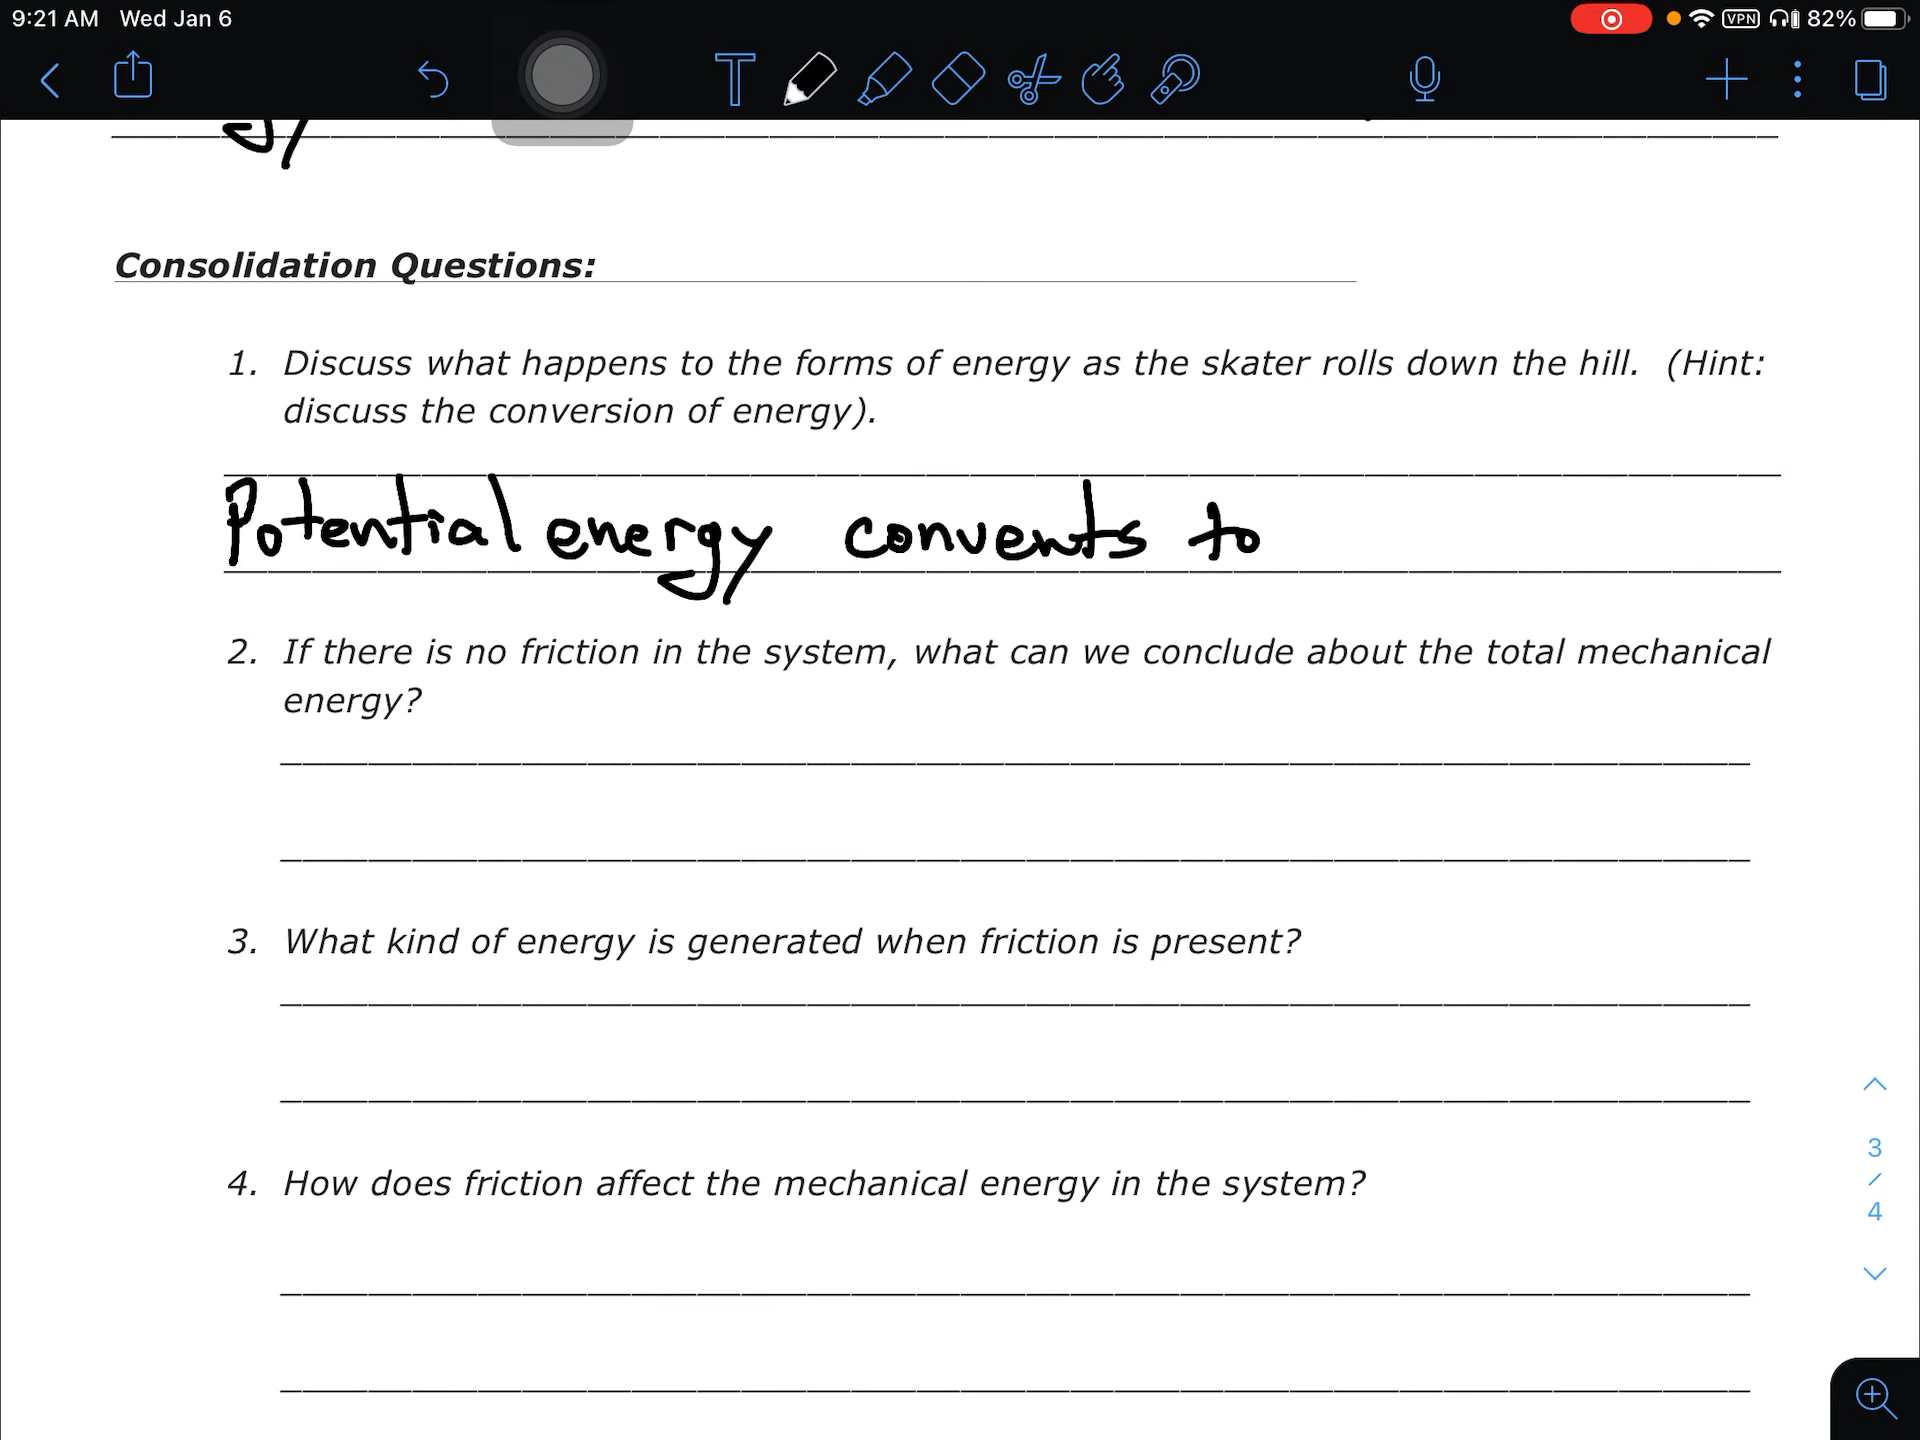 9:21 AM Wed Jan 6
VPN 82%
T
gy
Consolidation Questions:
1. Discuss what happens to the forms of energy as the skater rolls down the hill. (Hint:
discuss the conversion of energy).
Potential energy convents to
2. If there is no friction in the system, what can we conclude about the total mechanical
energy?
3. What kind of energy is generated when friction is present?
4. How does friction affect the mechanical energy in the system?
3
/
4